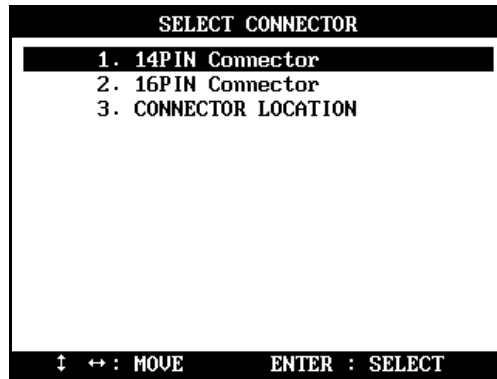 SELECT CONNECTOR
1. 14PIN Connector
2. 16PIN Connector
3. CONNECTOR LOCATION
↕ ↔: MOVE ENTER : SELECT